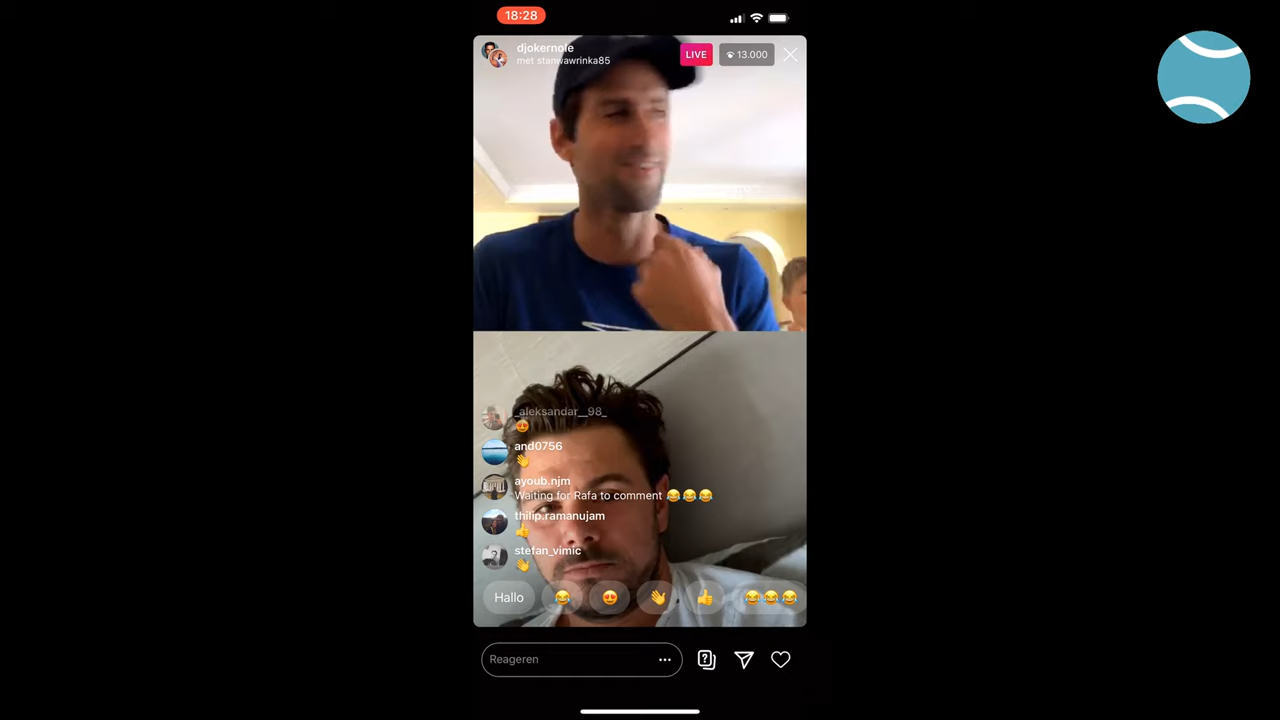 18:28
djokernole
met stanwawrinka85
LIVE
13.000
_aleksandar__98_
😍
and0756
👋
ayoub.njm
Waiting for Rafa to comment 😂😂😂
thilip.ramanujam
👍
stefan_vimic
👋
Hallo 😂 😍 👋 👍 😂😂😂
Reageren